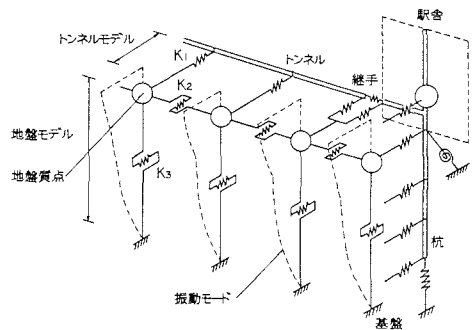 駅舎
トンネルモデル
K1
トンネル
K2
継手
地盤モデル
地盤質点
K3
杭
振動モード
基盤